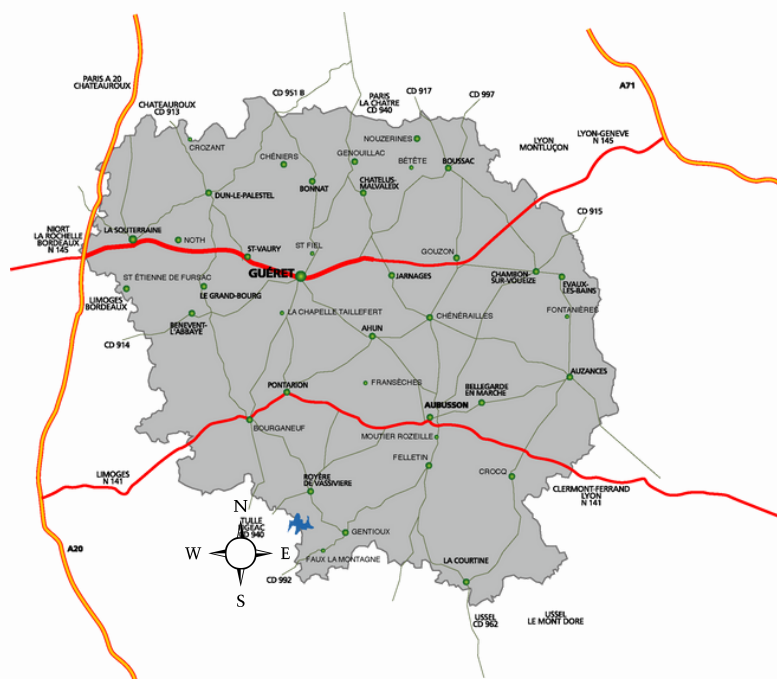 PARIS A 20
CHATEAUROUX
CHATEAUROUX
CD 913
CD 951 B
PARIS
LA CHATRE
CD 940
CD 917
CD 997
A71
LYON
MONTLUÇON
LYON-GENEVE
N 145
CROZANT
CHÉNIERS
GENOUILLAC
NOUZERINES
BÉTÊTE
BOUSSAC
DUN-LE-PALESTEL
BONNAT
CHATELUS-
MALVALEIX
CD 915
NIORT
LA ROCHELLE
BORDEAUX
N 145
LA SOUTERRAINE
NOTH
ST-VAURY
ST FIEL
GUÉRET
GOUZON
JARNAGES
CHAMBON-
SUR-VOUEIZE
EVAUX-
LES-BAINS
ST ÉTIENNE DE FURSAC
LE GRAND-BOURG
LIMOGES
BORDEAUX
FONTANIÈRES
LA CHAPELLE TAILLEFERT
CHÉNÉRAILLES
BENEVENT-
L'ABBAYE
AHUN
CD 914
AUZANCES
PONTARION
FRANSÈCHES
BELLEGARDE
EN MARCHE
AUBUSSON
BOURGANEUF
MOUTIER ROZEILLE
FELLETIN
CROCQ
LIMOGES
N 141
ROYÈRE
DE VASSIVIERE
CLERMONT-FERRAND
LYON
N 141
N
TULLE
CD 940
W
E
S
GENTIOUX
FAUX LA MONTAGNE
A20
CD 992
LA COURTINE
USSEL
CD 962
USSEL
LE MONT DORE